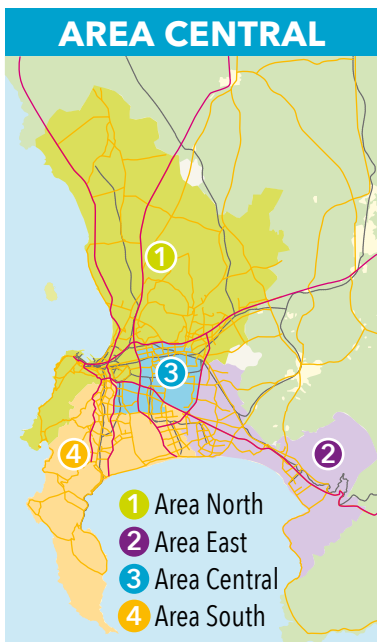 AREA CENTRAL
1
3
4
2
1 Area North
2 Area East
3 Area Central
4 Area South